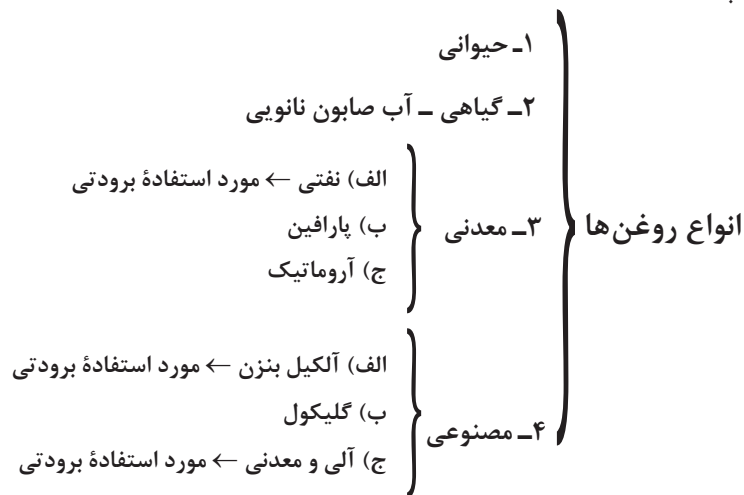 انواع روغن‌ها
۱ـ حیوانی
۲ـ گیاهی ـ آب صابون نانویی
۳ـ معدنی
الف) نفتی ← مورد استفادهٔ برودتی
ب) پارافین
ج) آروماتیک
۴ـ مصنوعی
الف) آلکیل بنزن ← مورد استفادهٔ برودتی
ب) گلیکول
ج) آلی و معدنی ← مورد استفادهٔ برودتی